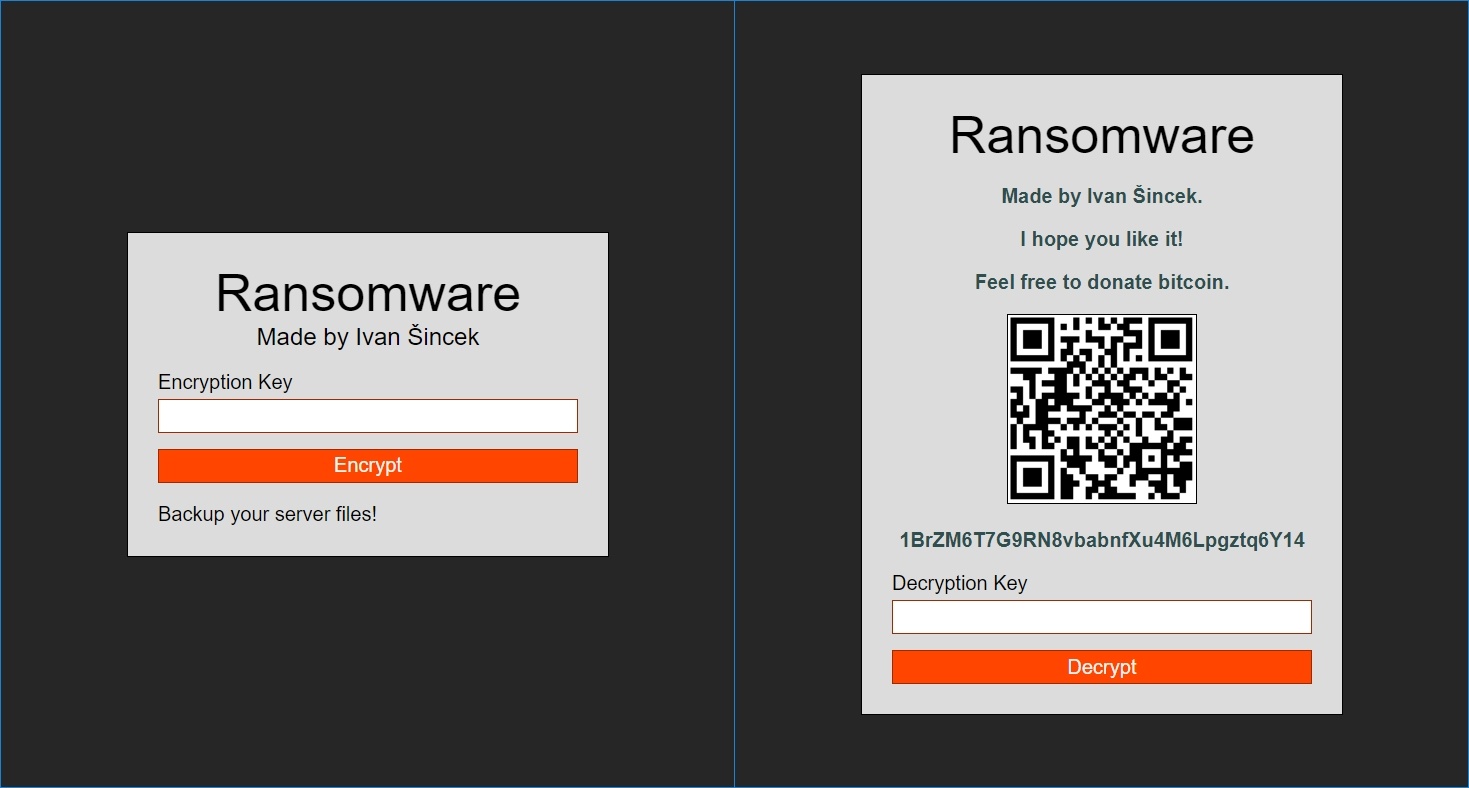 Ransomware
Made by Ivan Šincek
Encryption Key
Encrypt
Backup your server files!
Ransomware
Made by Ivan Šincek.
I hope you like it!
Feel free to donate bitcoin.
1BrZM6T7G9RN8vbabnfXu4M6Lpgztq6Y14
Decryption Key
Decrypt